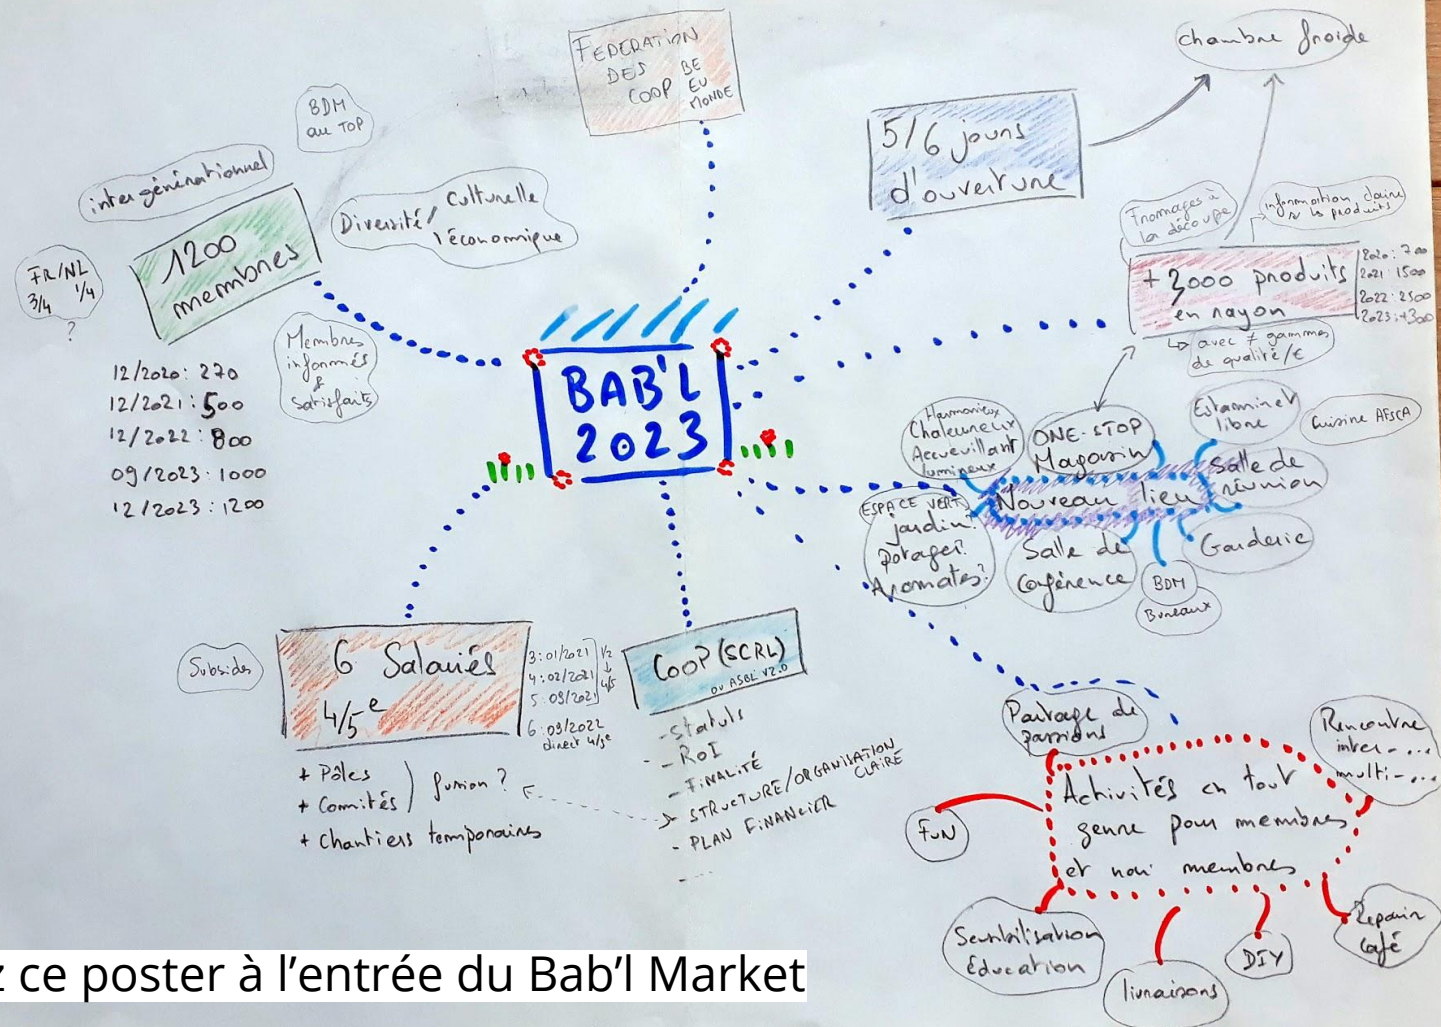 FEDERATION
DES
COOP
BE
EU
MONDE
BDM
au TOP
intergénérationnel
1200
membres
FR/NL
3/4 1/4
?
Diversité/
Culturelle
économique
Membres
informés
&
satisfaits
12/2020: 270
12/2021: 500
12/2022: 800
09/2023: 1000
12/2023: 1200
5/6 jours
d'ouverture
chambre froide
Fromages à
la découpe
information claire
s/ les produits
+ 3000 produits
en rayon
2020: 700
2021: 1500
2022: 2500
2023: +300
↳ avec ≠ gammes
de qualité/€
BAB'L
2023
Harmonieux
Chaleureux
Accueuillant
lumineux
ONE-STOP
Magasin
Estaminet
libre
Cuisine AFSCA
Nouveau lieu
Salle de
réunion
ESPACE VERT
jardin?
potager?
Aromates?
Salle de
Conférence
BDM
Bureaux
Garderie
Subsides
6 Salariés
4/5e
3: 01/2021
4: 02/2021
5: 09/2021
1/2
↓
4/5
6: 09/2022
direct 4/5e
+ Pôles
+ Comités
fusion ?
+ Chantiers temporaires
COOP (SCRL)
ou ASBL V2.0
- Statuts
- ROI
- FINALITÉ
- STRUCTURE/ORGANISATION
CLAIRE
- PLAN FINANCIER
- ....
Partage de
passions
Rencontre
inter-...
multi-...
Activités en tout
genre pour membres
et non membres
FUN
Sensibilisation
Éducation
livraisons
DIY
Repair
Café
ce poster à l’entrée du Bab’l Market